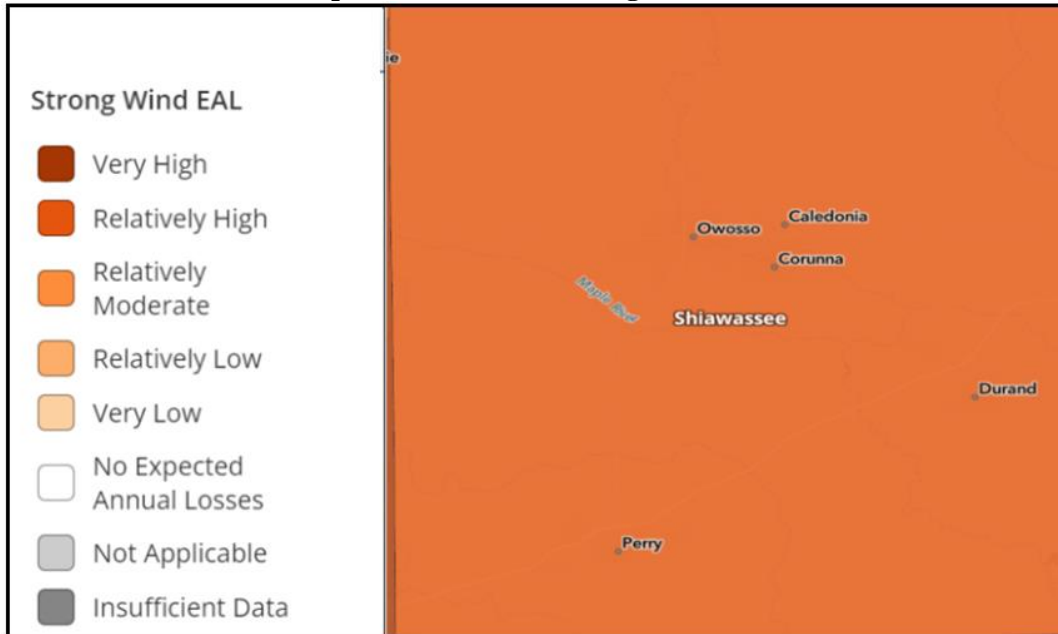 Strong Wind EAL
Very High
Relatively High
Relatively
Moderate
Relatively Low
Very Low
No Expected
Annual Losses
Not Applicable
Insufficient Data
ie
Caledonia
Owosso
Corunna
Maple River
Shiawassee
Durand
Perry